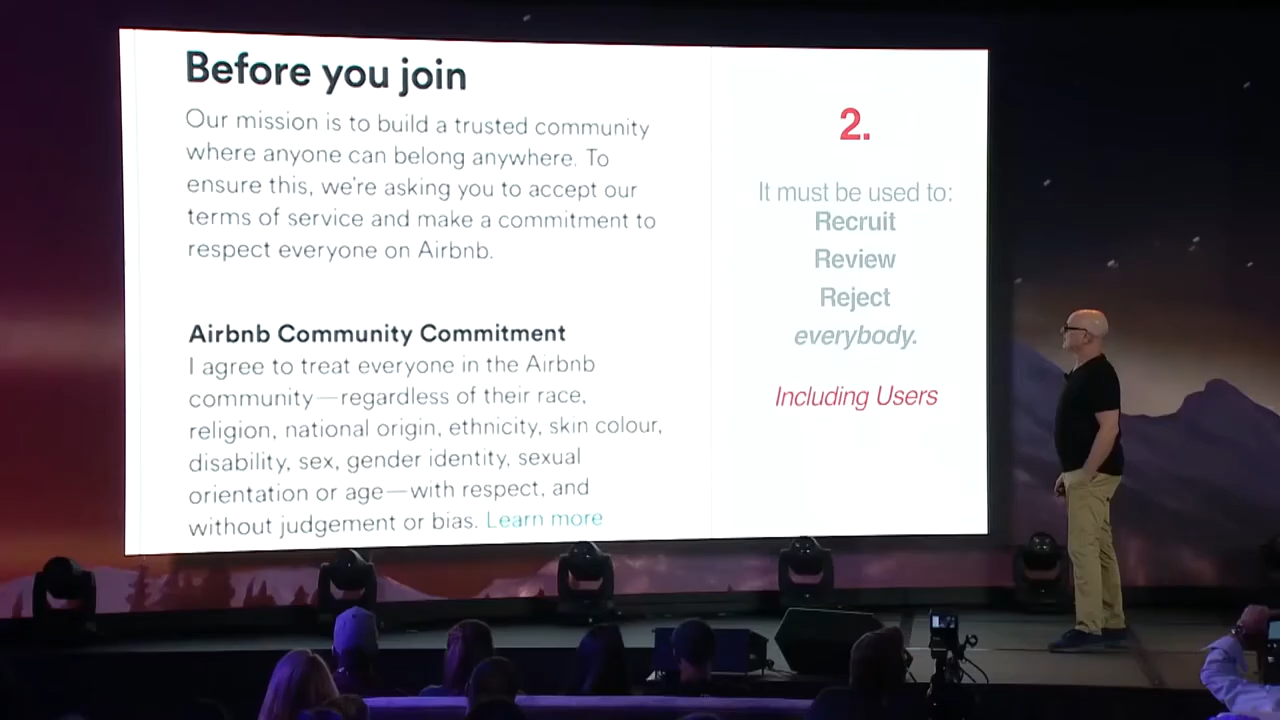 Before you join
Our mission is to build a trusted community
where anyone can belong anywhere. To
ensure this, we're asking you to accept our
terms of service and make a commitment to
respect everyone on Airbnb.
Airbnb Community Commitment
I agree to treat everyone in the Airbnb
community—regardless of their race,
religion, national origin, ethnicity, skin colour,
disability, sex, gender identity, sexual
orientation or age—with respect, and
without judgement or bias. Learn more
2.
It must be used to:
Recruit
Review
Reject
everybody.
Including Users